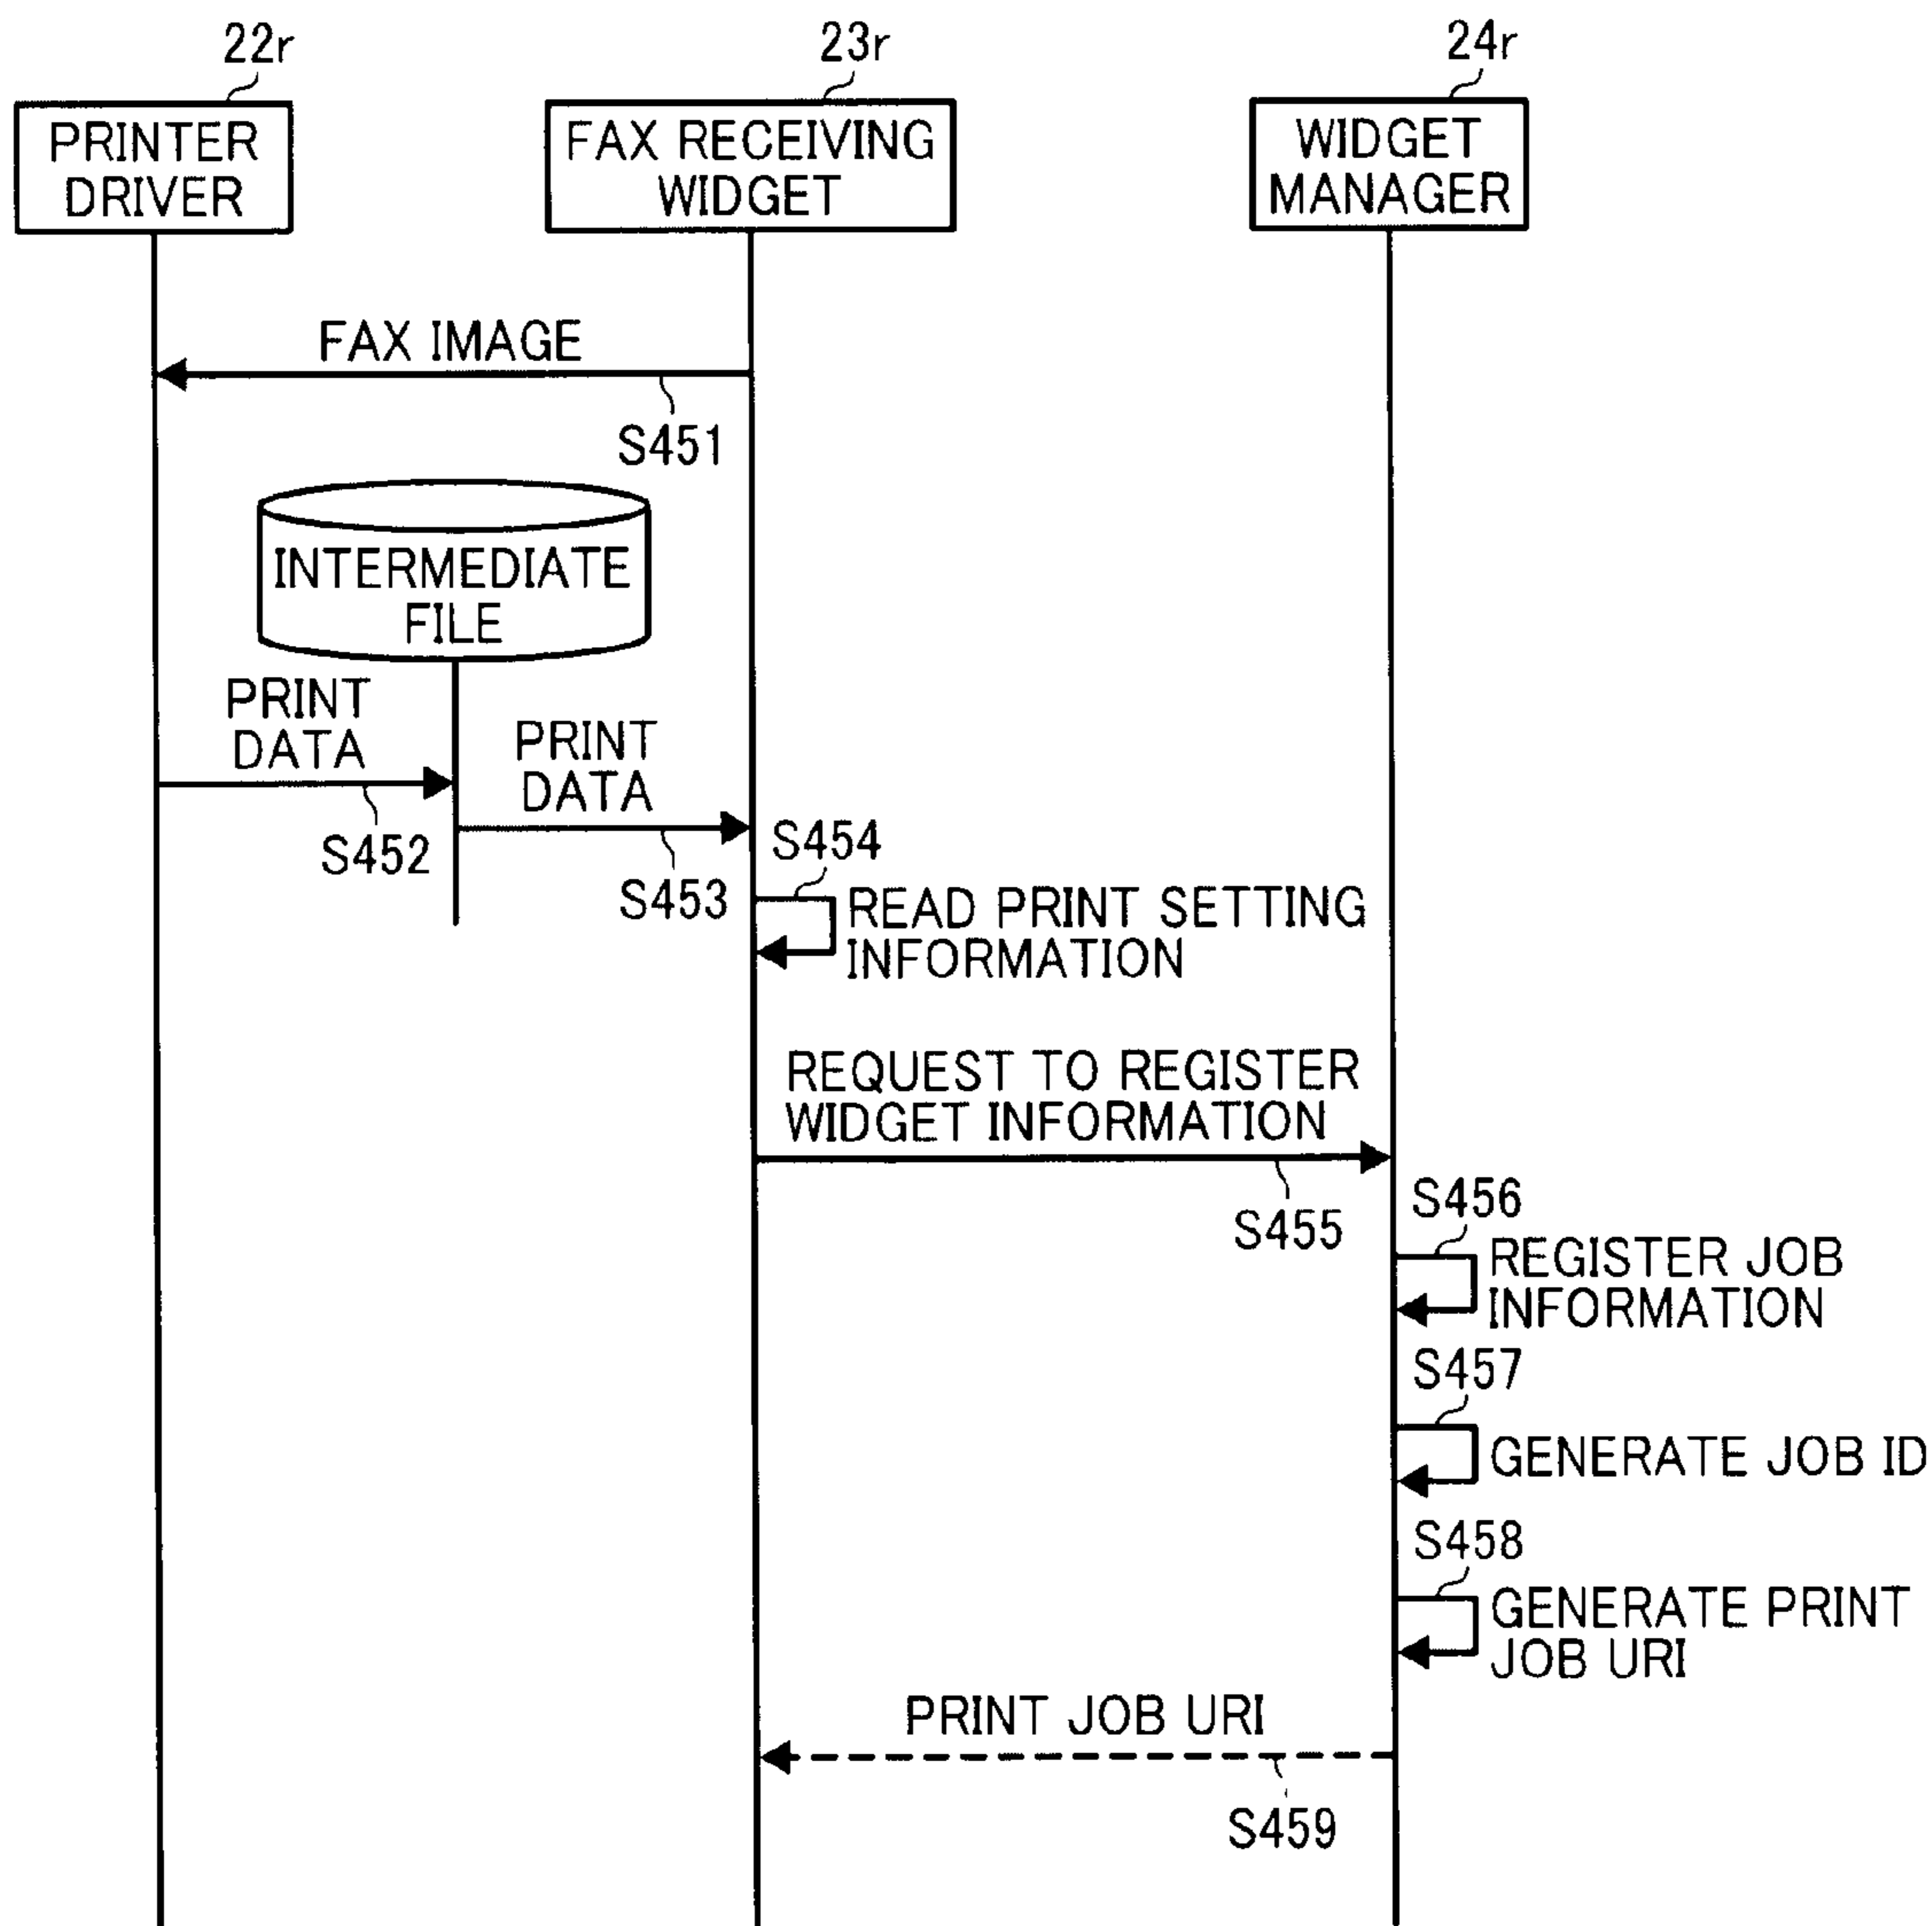 22r
23r
24r
PRINTER
DRIVER
FAX RECEIVING
WIDGET
WIDGET
MANAGER
FAX IMAGE
S451
INTERMEDIATE
FILE
PRINT
DATA
S452
PRINT
DATA
S453
S454
READ PRINT SETTING
INFORMATION
REQUEST TO REGISTER
WIDGET INFORMATION
S455
S456
REGISTER JOB
INFORMATION
S457
GENERATE JOB ID
S458
GENERATE PRINT
JOB URI
PRINT JOB URI
S459